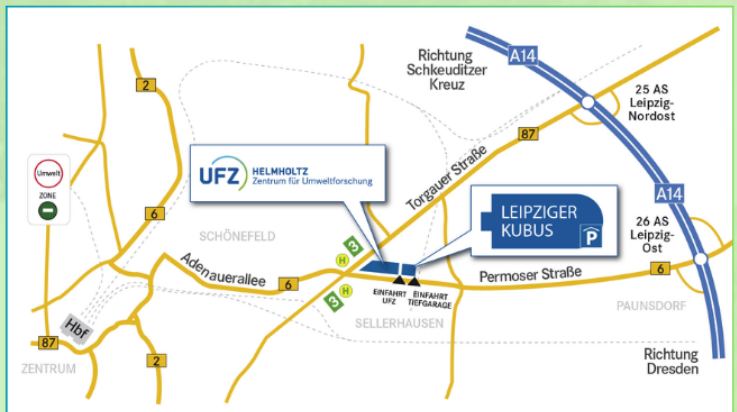 Richtung
Schkeuditzer
Kreuz
A14
2
25 AS
Leipzig-
Nordost
87
Umwelt
ZONE
UFZ HELMHOLTZ
Zentrum für Umweltforschung
Torgauer Straße
A14
6
LEIPZIGER
KUBUS
P
26 AS
Leipzig-
Ost
SCHÖNEFELD
3
H
Adenauerallee
6
Permoser Straße
6
H
3
EINFAHRT
UFZ
EINFAHRT
TIEFGARAGE
PAUNSDORF
SELLERHAUSEN
Hbf
87
2
ZENTRUM
Richtung
Dresden